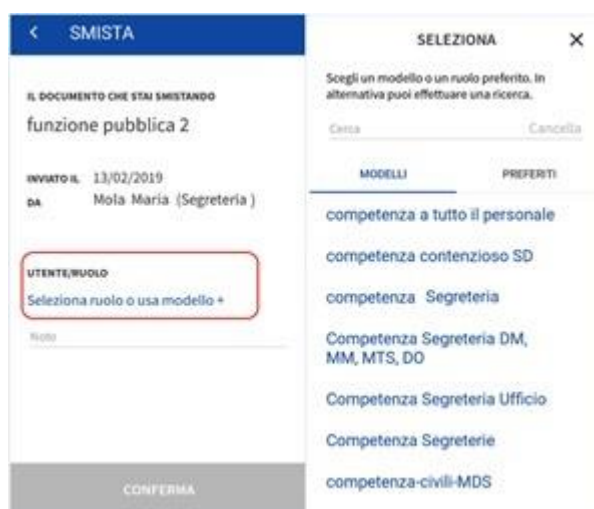 SMISTA
IL DOCUMENTO CHE STAI SMISTANDO
funzione pubblica 2
INVIATO IL 13/02/2019
DA Mola Maria (Segreteria )
UTENTE/RUOLO
Seleziona ruolo o usa modello +
Note
CONFERMA
SELEZIONA
Scegli un modello o un ruolo preferito. In
alternativa puoi effettuare una ricerca.
Cerca Cancella
MODELLI PREFERITI
competenza a tutto il personale
competenza contenzioso SD
competenza Segreteria
Competenza Segreteria DM,
MM, MTS, DO
Competenza Segreteria Ufficio
Competenza Segreterie
competenza-civili-MDS